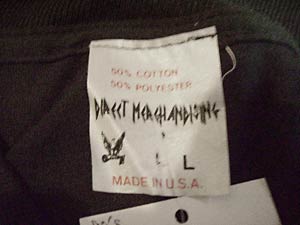 50% COTTON
50% POLYESTER
DIRECT MERCHANDISING
L L
MADE IN U.S.A.